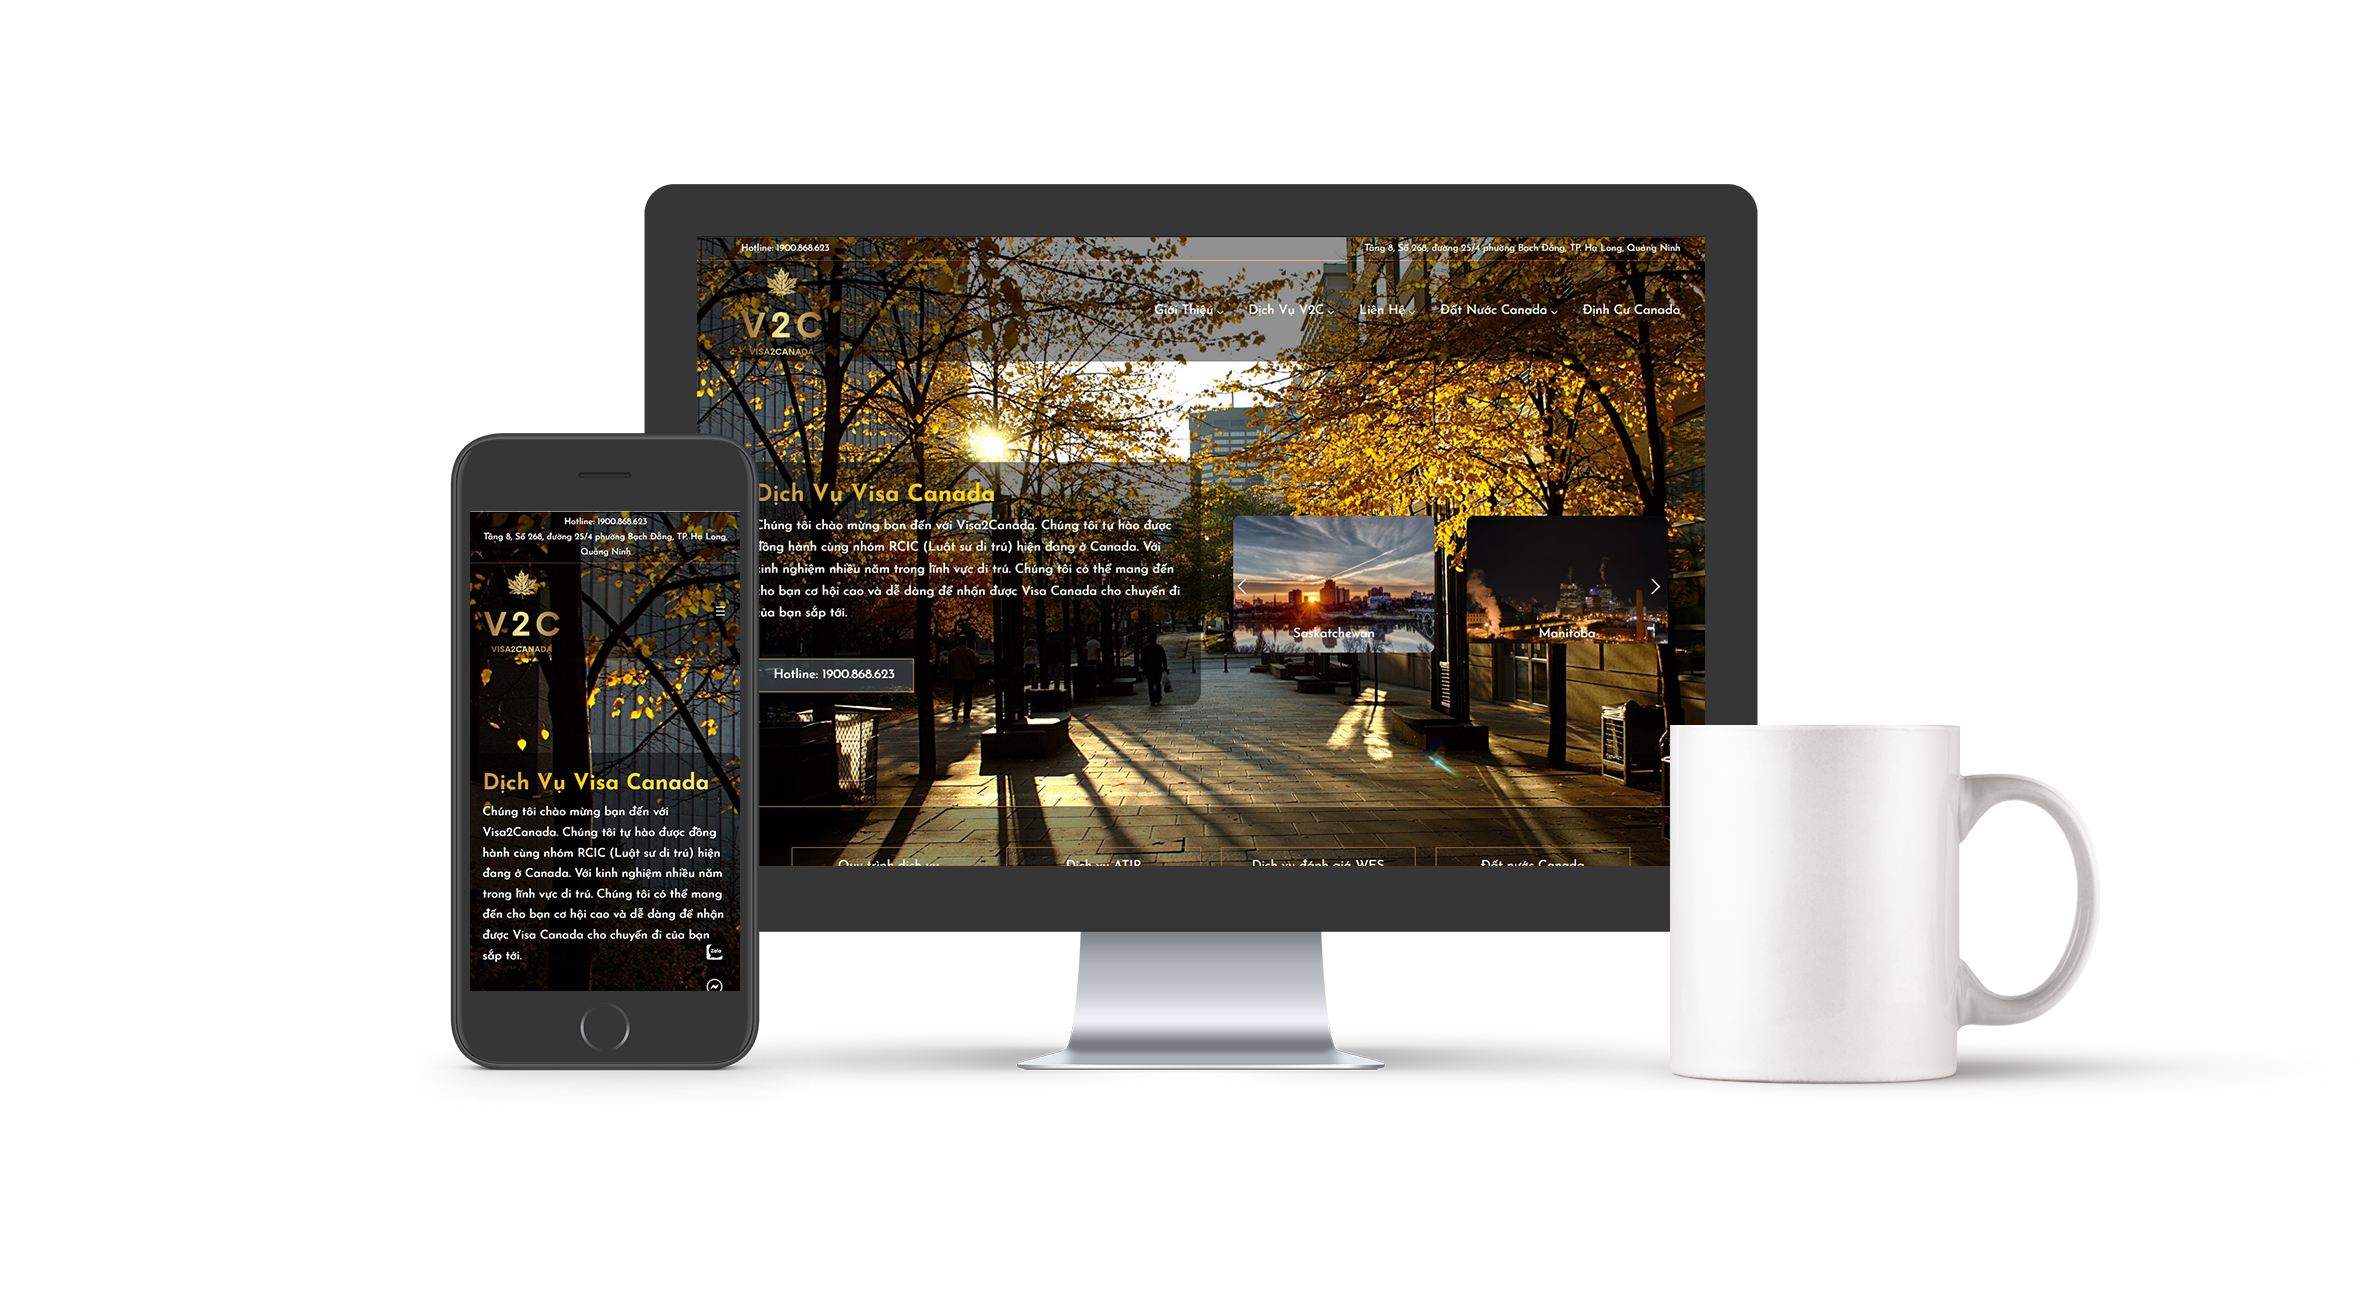 Hotline: 1900.868.623
Tầng 8, Số 268, đường 25/4 phường Bạch Đằng, TP. Hạ Long, Quảng Ninh
V2C
VISA2CANADA
Giới Thiệu
Dịch Vụ V2C
Liên Hệ
Đất Nước Canada
Định Cư Canada
Dịch Vụ Visa Canada
Chúng tôi chào mừng bạn đến với Visa2Canada. Chúng tôi tự hào được
đồng hành cùng nhóm RCIC (Luật sư di trú) hiện đang ở Canada. Với
kinh nghiệm nhiều năm trong lĩnh vực di trú. Chúng tôi có thể mang đến
cho bạn cơ hội cao và dễ dàng để nhận được Visa Canada cho chuyến đi
của bạn sắp tới.
Hotline: 1900.868.623
Saskatchewan
Manitoba
Quy trình dịch vụ
Dịch vụ ATIP
Dịch vụ đánh giá WES
Đất nước Canada
Hotline: 1900.868.623
Tầng 8, Số 268, đường 25/4 phường Bạch Đằng, TP. Hạ Long,
Quảng Ninh
V2C
VISA2CANADA
Dịch Vụ Visa Canada
Chúng tôi chào mừng bạn đến với
Visa2Canada. Chúng tôi tự hào được đồng
hành cùng nhóm RCIC (Luật sư di trú) hiện
đang ở Canada. Với kinh nghiệm nhiều năm
trong lĩnh vực di trú. Chúng tôi có thể mang
đến cho bạn cơ hội cao và dễ dàng để nhận
được Visa Canada cho chuyến đi của bạn
sắp tới.
Zalo